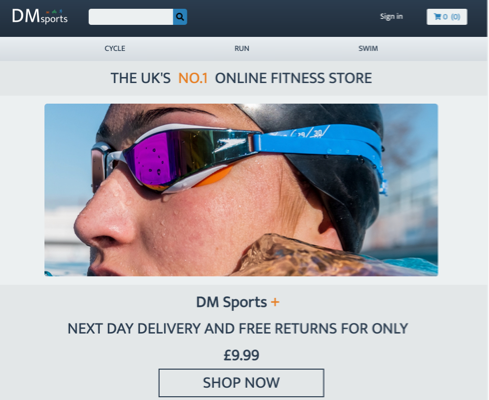 DMsports
Sign in
0 (0)
CYCLE RUN SWIM
THE UK'S NO.1 ONLINE FITNESS STORE
DM Sports +
NEXT DAY DELIVERY AND FREE RETURNS FOR ONLY
£9.99
SHOP NOW